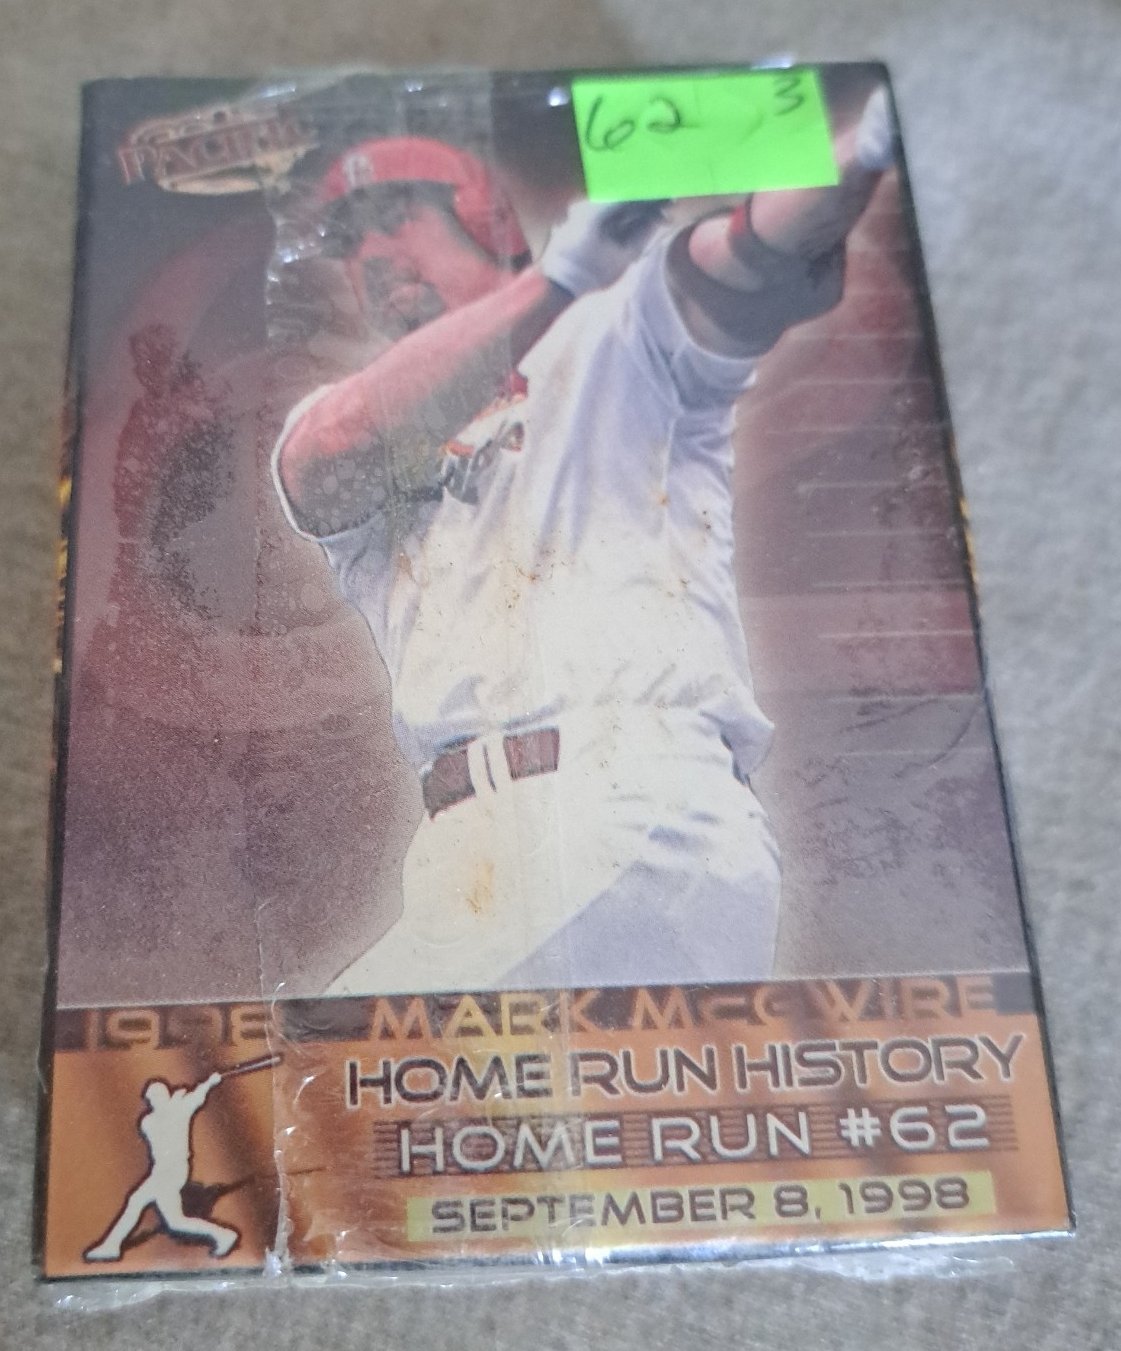 PACIFIC
62 3
1998 MARK McGWIRE
HOME RUN HISTORY
HOME RUN #62
SEPTEMBER 8, 1998